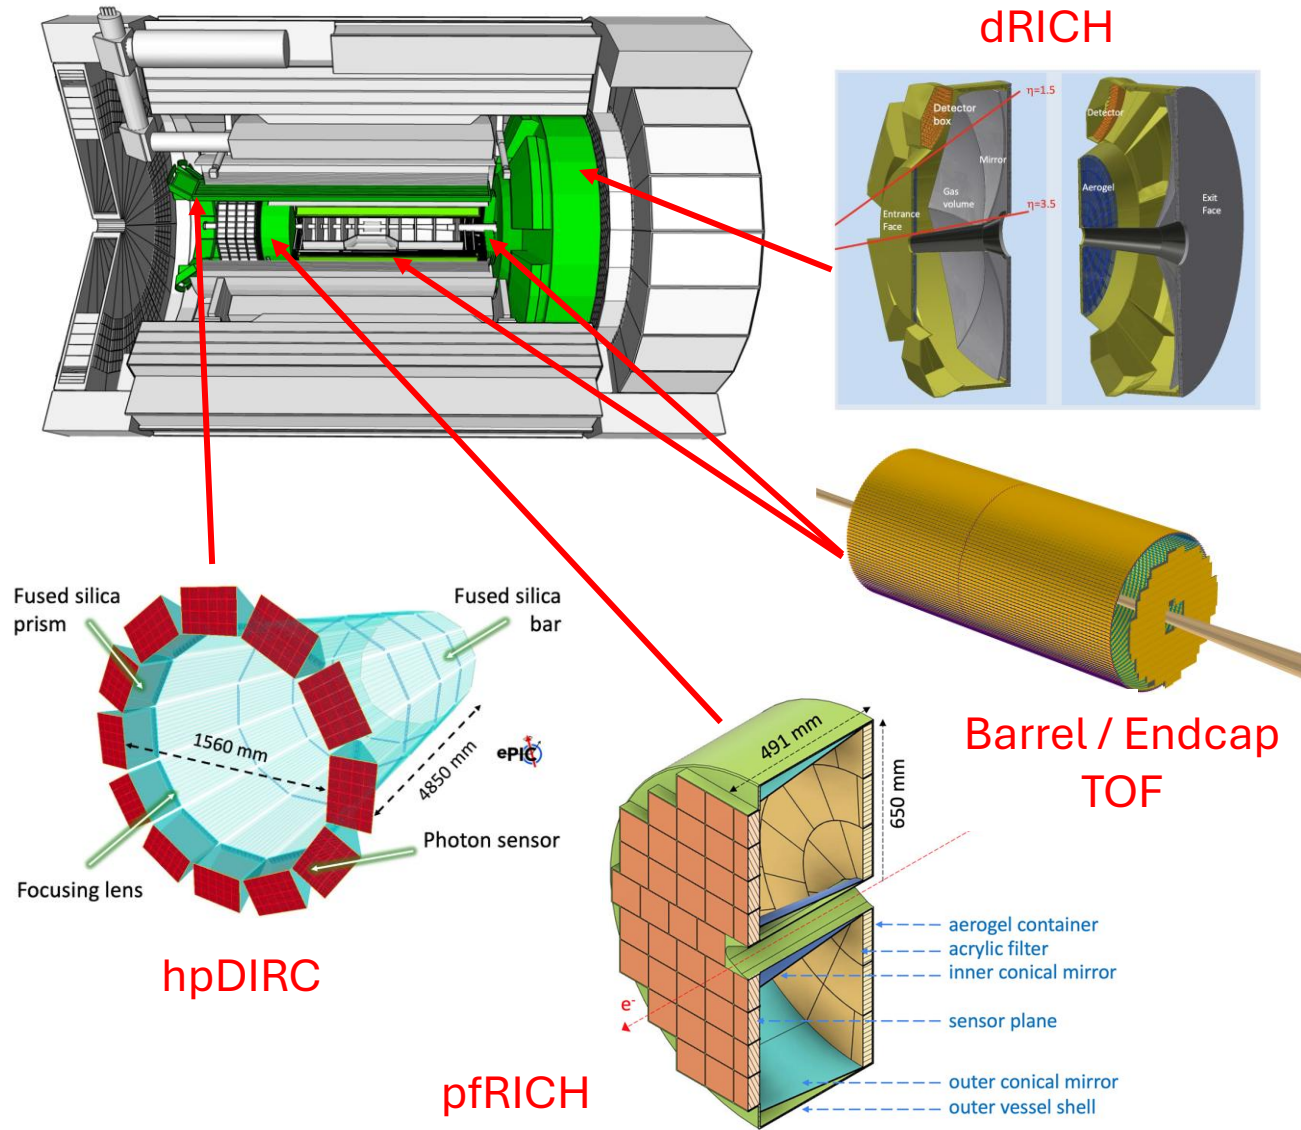 dRICH
Detector
box
η=1.5
Mirror
Gas
volume
Entrance
Face
η=3.5
Detector
Aerogel
Exit
Face
Fused silica
prism
Fused silica
bar
1560 mm
4850 mm
ePIC
Photon sensor
Focusing lens
hpDIRC
Barrel / Endcap
TOF
491 mm
650 mm
aerogel container
acrylic filter
inner conical mirror
e-
sensor plane
outer conical mirror
outer vessel shell
pfRICH